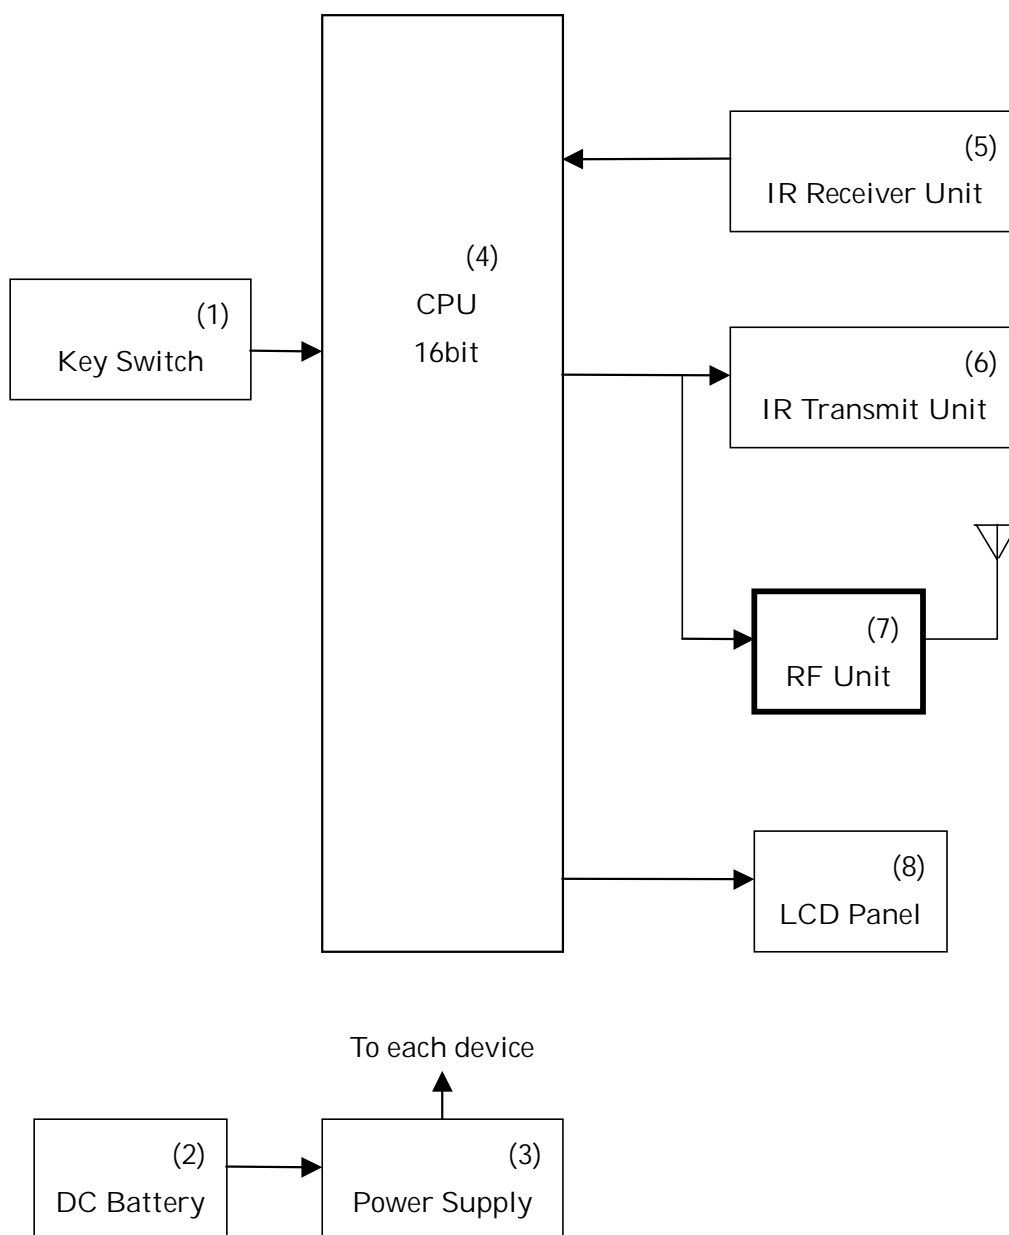 (5)
IR Receiver Unit
(4)
CPU
16bit
(1)
Key Switch
(6)
IR Transmit Unit
(7)
RF Unit
(8)
LCD Panel
To each device
(2)
DC Battery
(3)
Power Supply